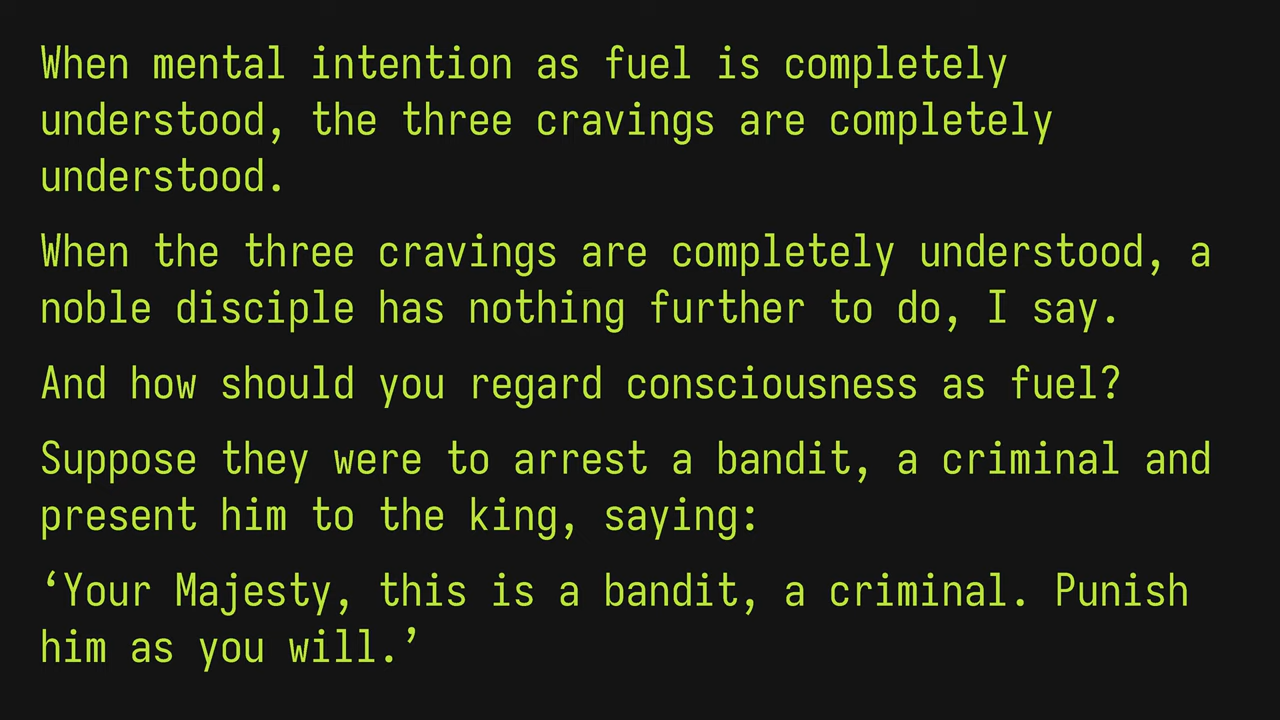 When mental intention as fuel is completely
understood, the three cravings are completely
understood.
When the three cravings are completely understood, a
noble disciple has nothing further to do, I say.
And how should you regard consciousness as fuel?
Suppose they were to arrest a bandit, a criminal and
present him to the king, saying:
‘Your Majesty, this is a bandit, a criminal. Punish
him as you will.’